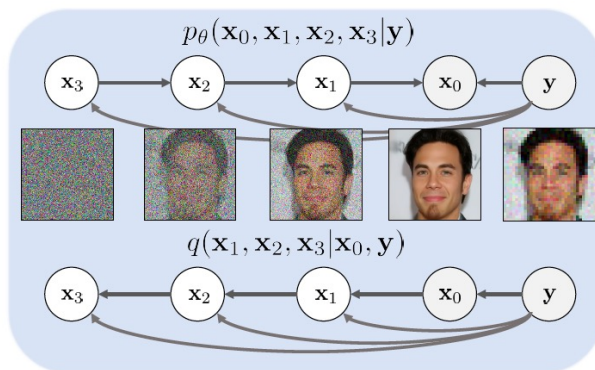 p_θ(x_0, x_1, x_2, x_3|y)
x_3 x_2 x_1 x_0 y
q(x_1, x_2, x_3|x_0, y)
x_3 x_2 x_1 x_0 y